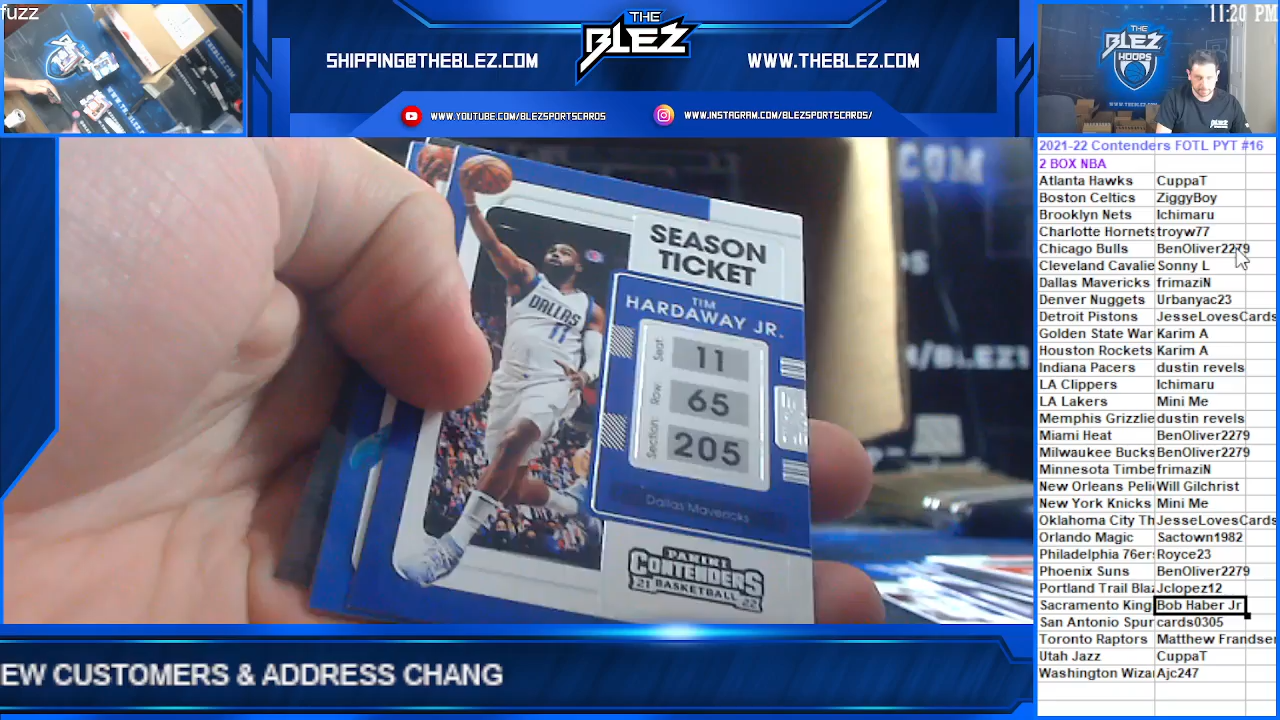 fuzz
THE
BLEZ
SHIPPING@THEBLEZ.COM
WWW.THEBLEZ.COM
WWW.YOUTUBE.COM/BLEZSPORTSCARDS
WWW.INSTAGRAM.COM/BLEZSPORTSCARDS/
11:20 PM
THE
BLEZ
HOOPS
SEASON
TICKET
TIM
HARDAWAY JR.
Seat 11
Row 65
Section 205
Dallas Mavericks
PANINI
CONTENDERS
21 BASKETBALL 22
DALLAS
11
EW CUSTOMERS & ADDRESS CHANG
2021-22 Contenders FOTL PYT #16
2 BOX NBA
Atlanta Hawks CuppaT
Boston Celtics ZiggyBoy
Brooklyn Nets Ichimaru
Charlotte Hornets troyw77
Chicago Bulls BenOliver2279
Cleveland Cavalie Sonny L
Dallas Mavericks frimaziN
Denver Nuggets Urbanyac23
Detroit Pistons JesseLovesCards
Golden State War Karim A
Houston Rockets Karim A
Indiana Pacers dustin revels
LA Clippers Ichimaru
LA Lakers Mini Me
Memphis Grizzlie dustin revels
Miami Heat BenOliver2279
Milwaukee Bucks BenOliver2279
Minnesota Timbe frimaziN
New Orleans Peli Will Gilchrist
New York Knicks Mini Me
Oklahoma City Th JesseLovesCards
Orlando Magic Sactown1982
Philadelphia 76er Royce23
Phoenix Suns BenOliver2279
Portland Trail Bla Jclopez12
Sacramento King Bob Haber Jr
San Antonio Spur cards0305
Toronto Raptors Matthew Frandse
Utah Jazz CuppaT
Washington Wiza Ajc247